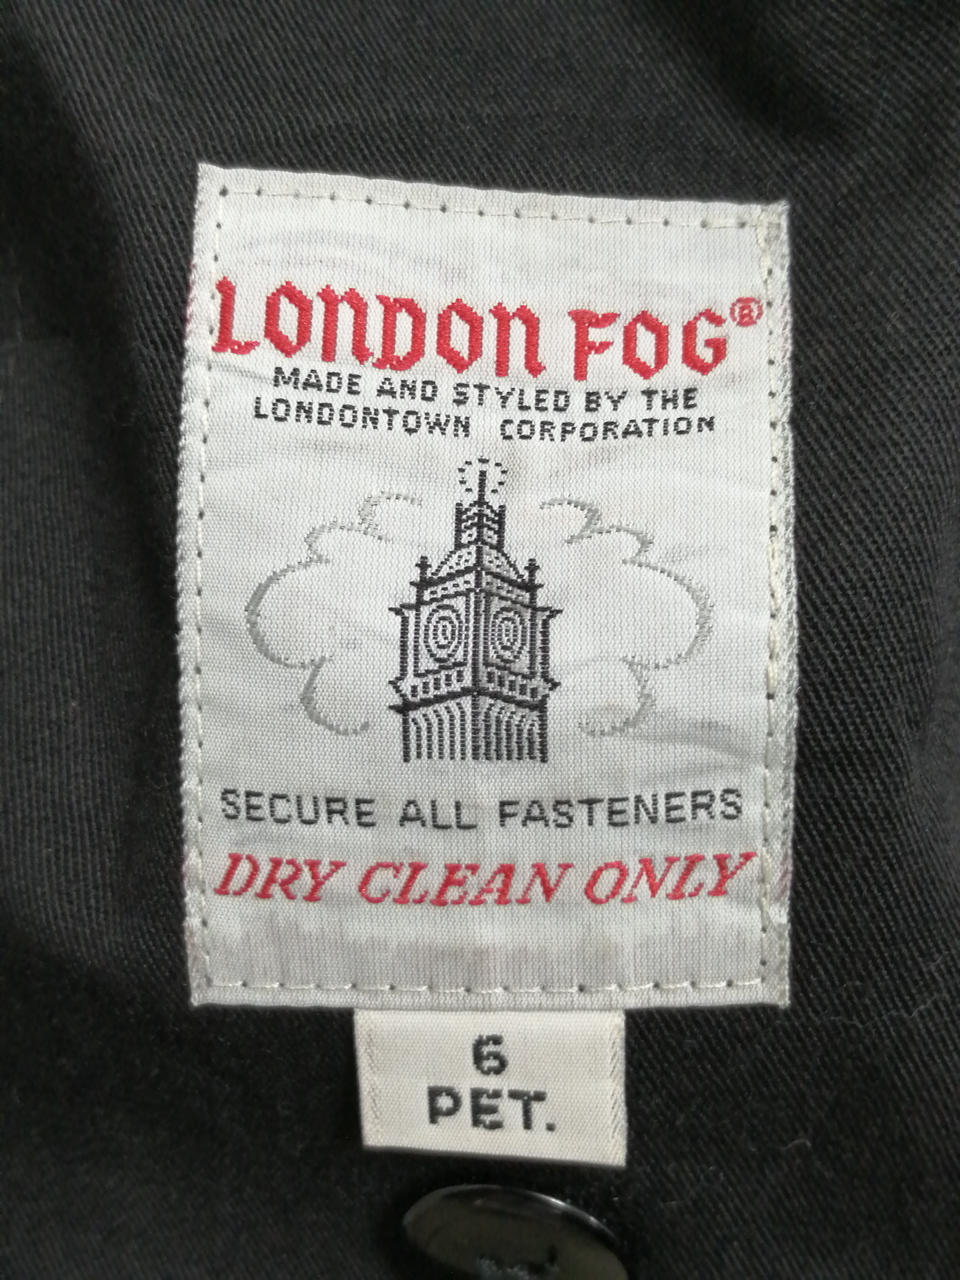 LONDON FOG®
MADE AND STYLED BY THE
LONDONTOWN CORPORATION
SECURE ALL FASTENERS
DRY CLEAN ONLY
6
PET.